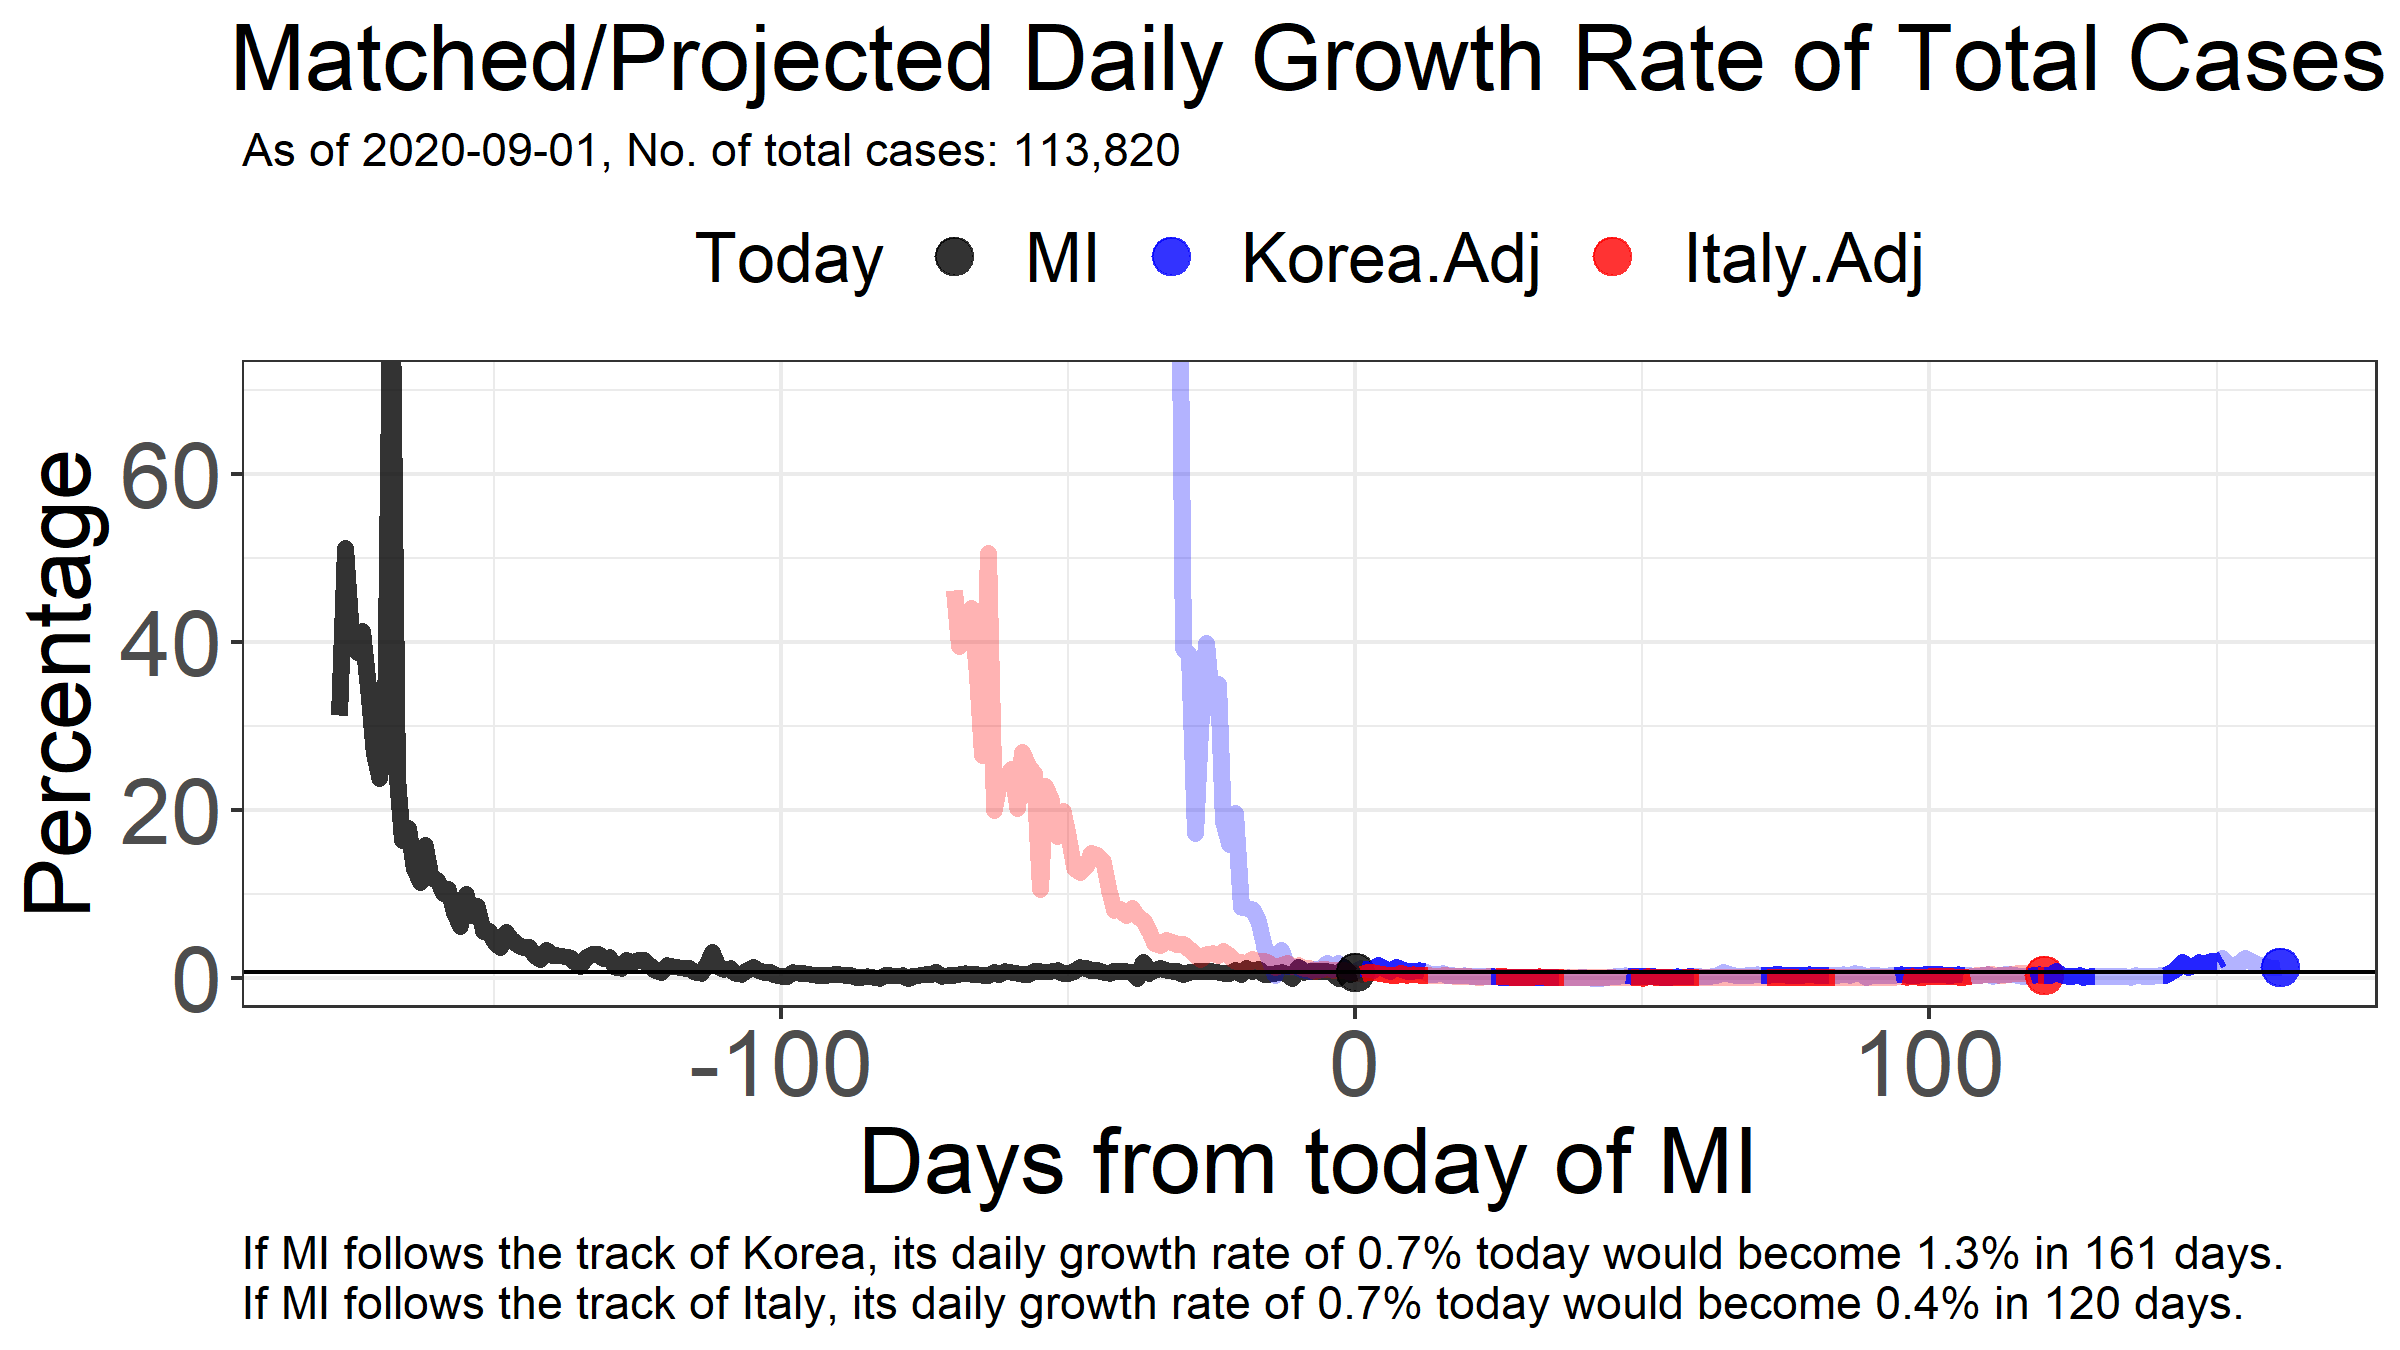 Matched/Projected Daily Growth Rate of Total Cases
As of 2020-09-01, No. of total cases: 113,820
Today MI Korea.Adj Italy.Adj
Percentage
60
40
20
0
-100 0 100
Days from today of MI
If MI follows the track of Korea, its daily growth rate of 0.7% today would become 1.3% in 161 days.
If MI follows the track of Italy, its daily growth rate of 0.7% today would become 0.4% in 120 days.